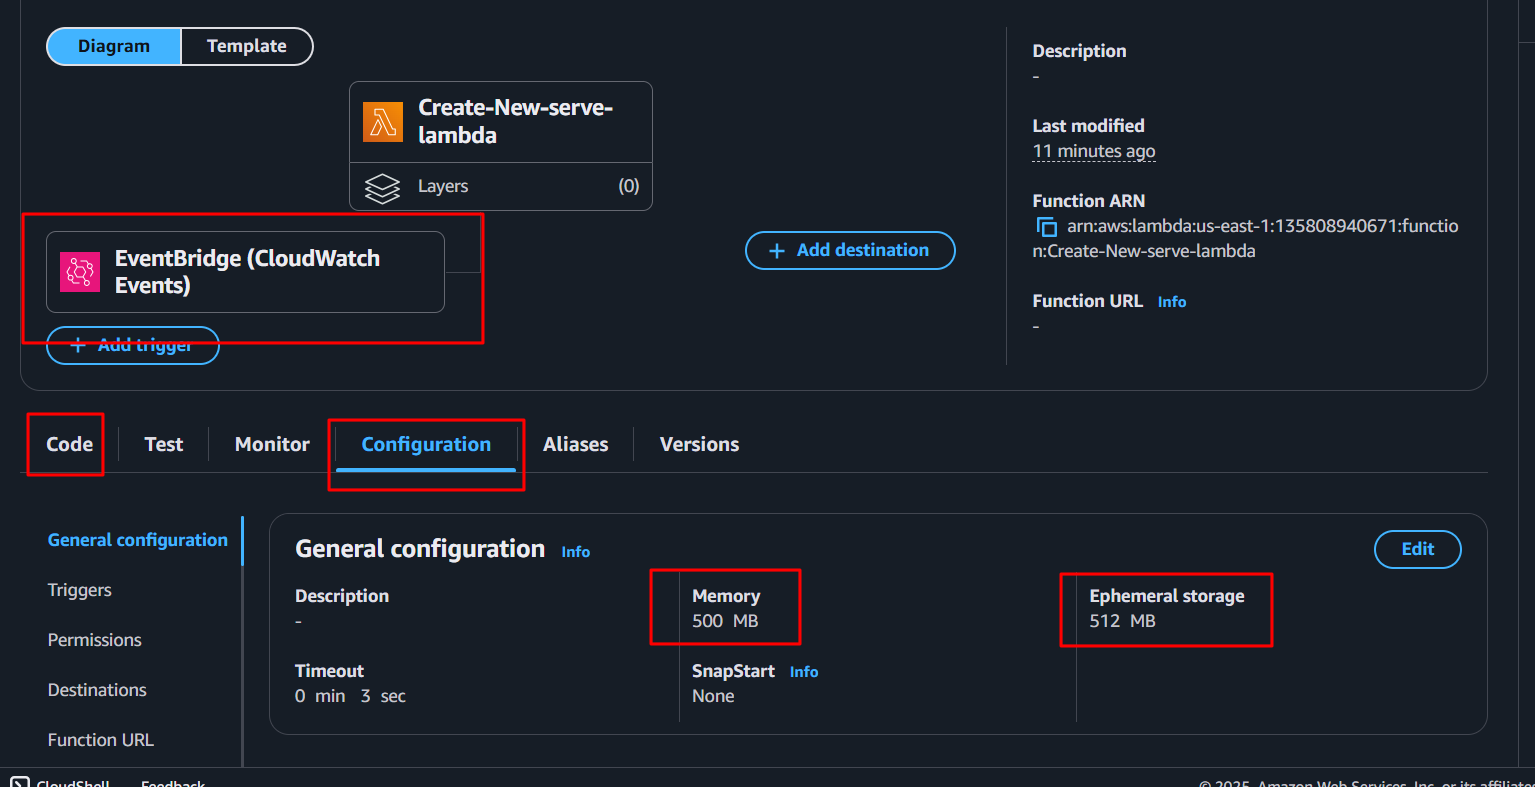 Diagram
Template
Create-New-serve-
lambda
Layers
(0)
EventBridge (CloudWatch
Events)
Add trigger
Add destination
Description
-
Last modified
11 minutes ago
Function ARN
arn:aws:lambda:us-east-1:135808940671:functio
n:Create-New-serve-lambda
Function URL Info
-
Code
Test
Monitor
Configuration
Aliases
Versions
General configuration
Triggers
Permissions
Destinations
Function URL
General configuration Info
Edit
Description
-
Memory
500 MB
Ephemeral storage
512 MB
Timeout
0 min 3 sec
SnapStart Info
None
CloudShell
Feedback
© 2025, Amazon Web Services, Inc. or its affiliates